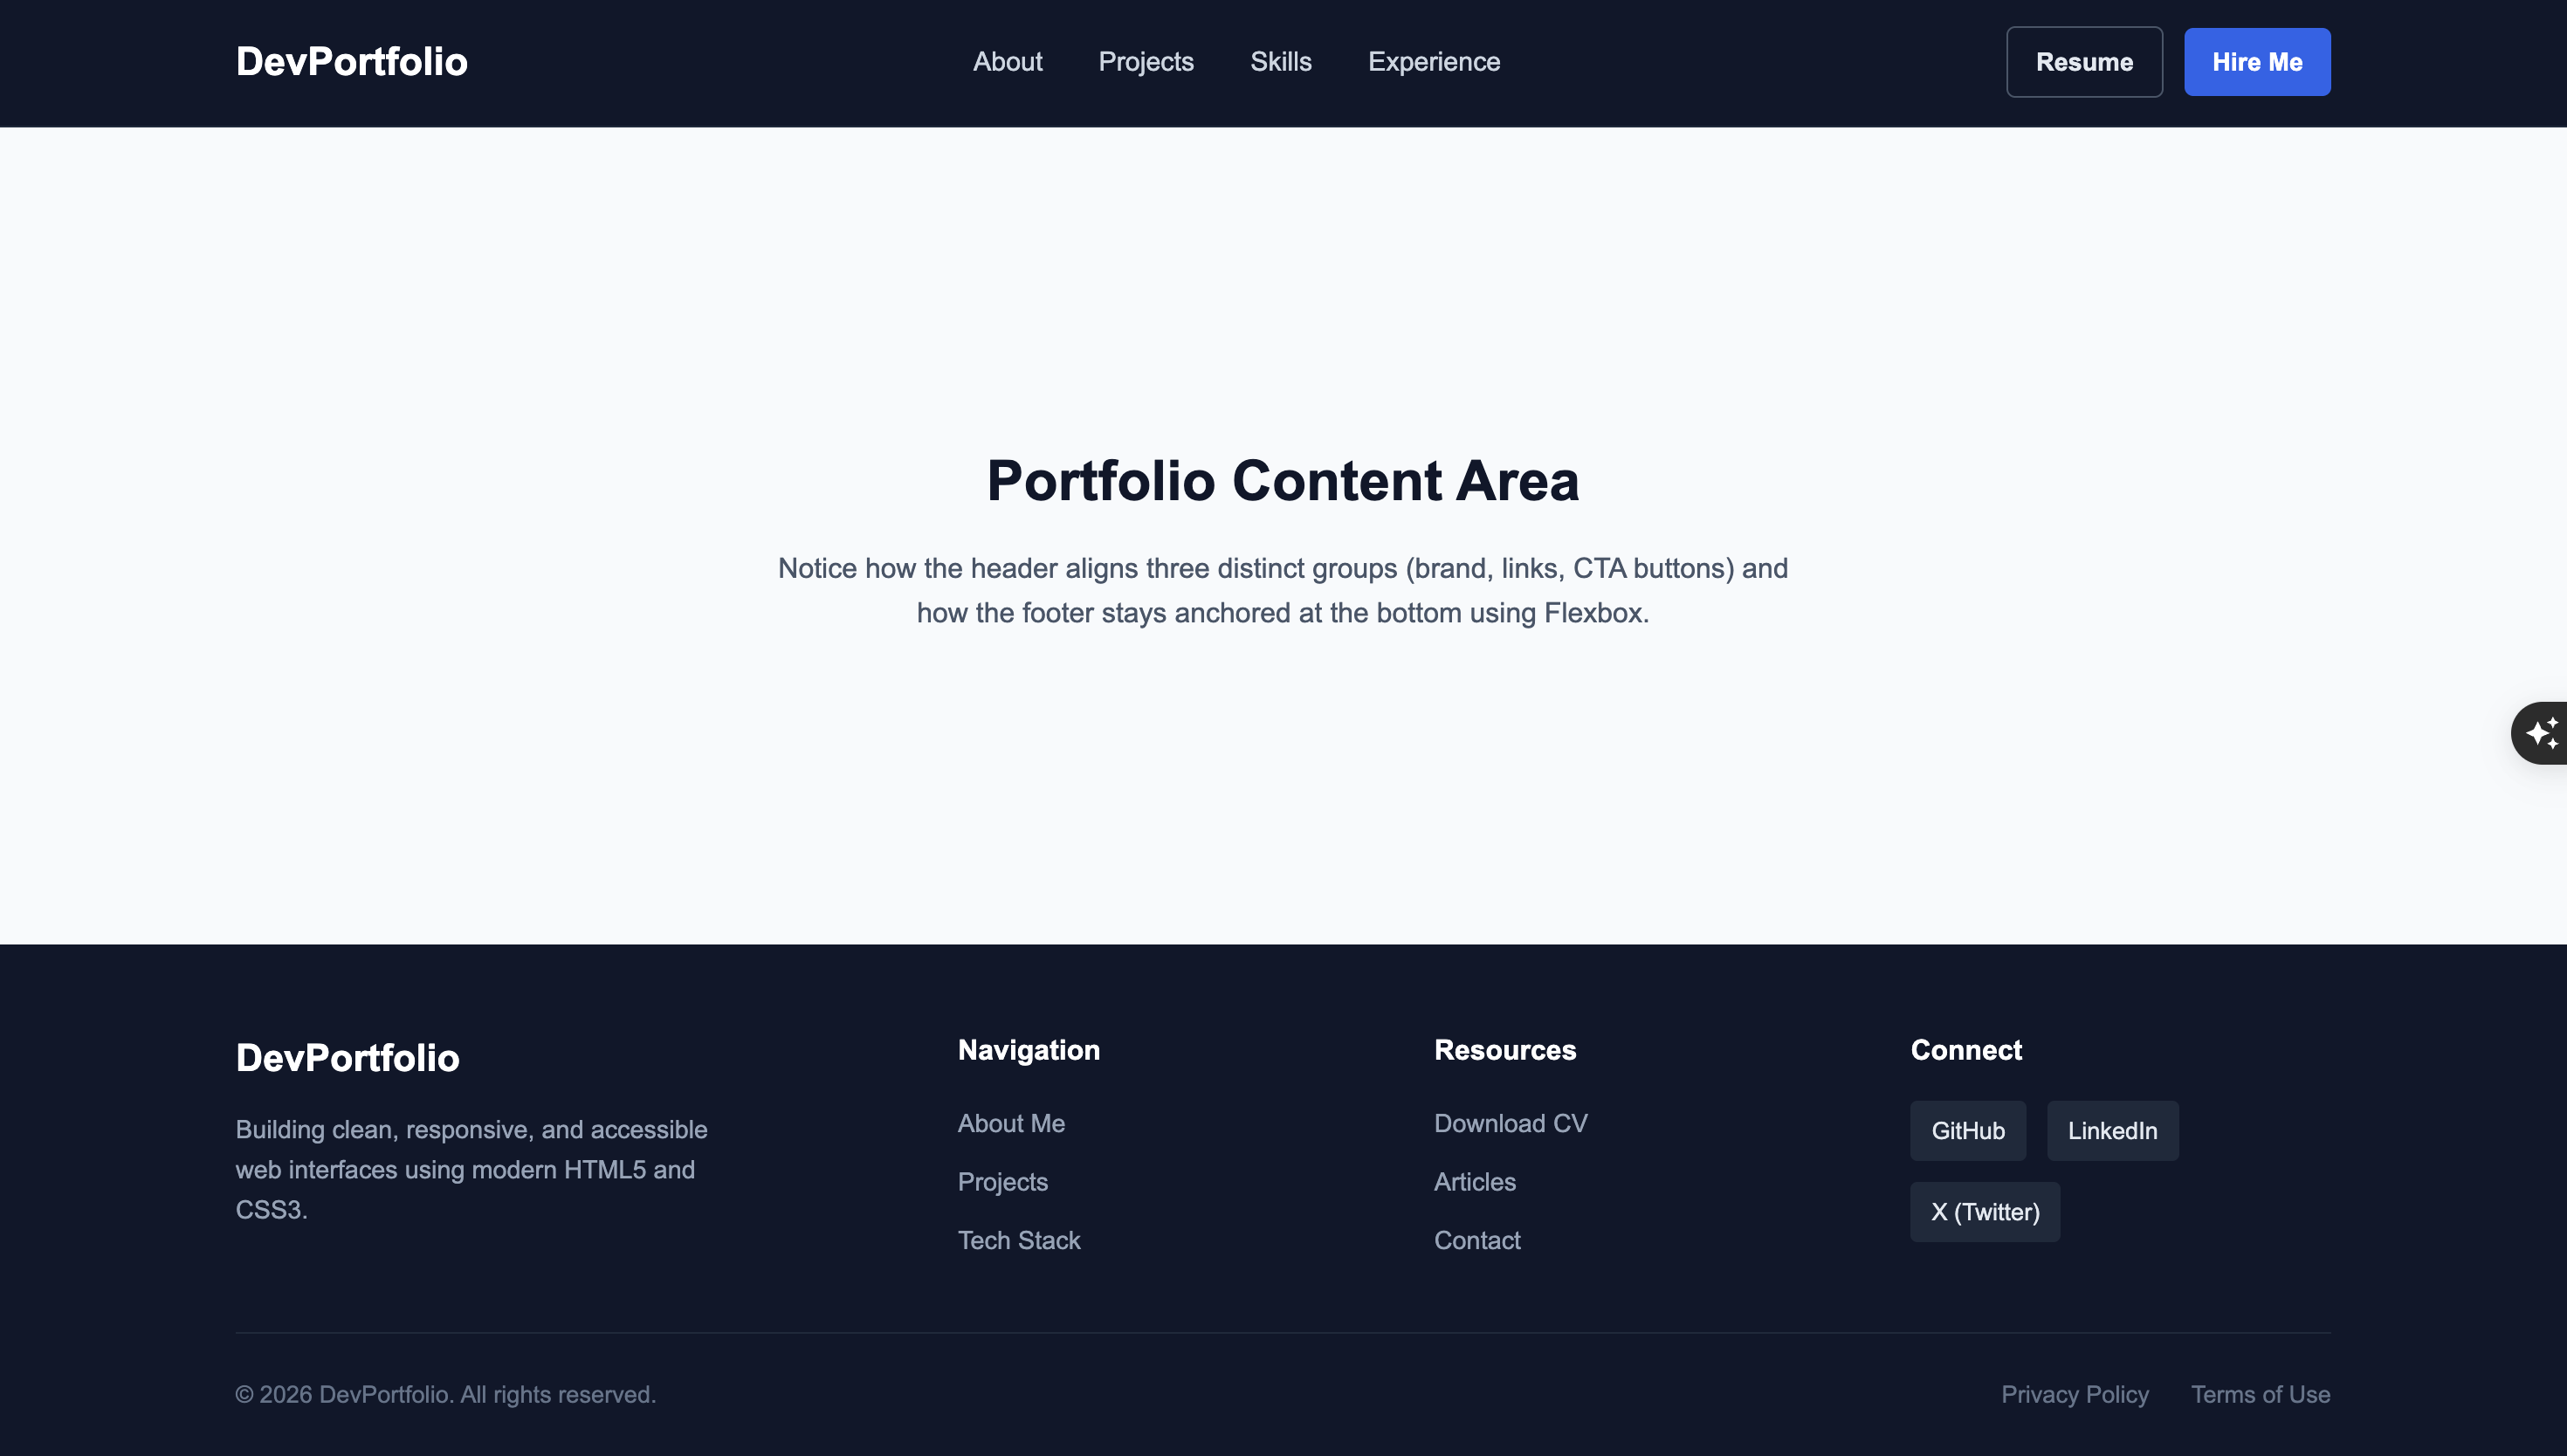 DevPortfolio
About Projects Skills Experience
Resume Hire Me
Portfolio Content Area
Notice how the header aligns three distinct groups (brand, links, CTA buttons) and
how the footer stays anchored at the bottom using Flexbox.
DevPortfolio
Building clean, responsive, and accessible
web interfaces using modern HTML5 and
CSS3.
Navigation
About Me
Projects
Tech Stack
Resources
Download CV
Articles
Contact
Connect
GitHub LinkedIn
X (Twitter)
© 2026 DevPortfolio. All rights reserved.
Privacy Policy Terms of Use